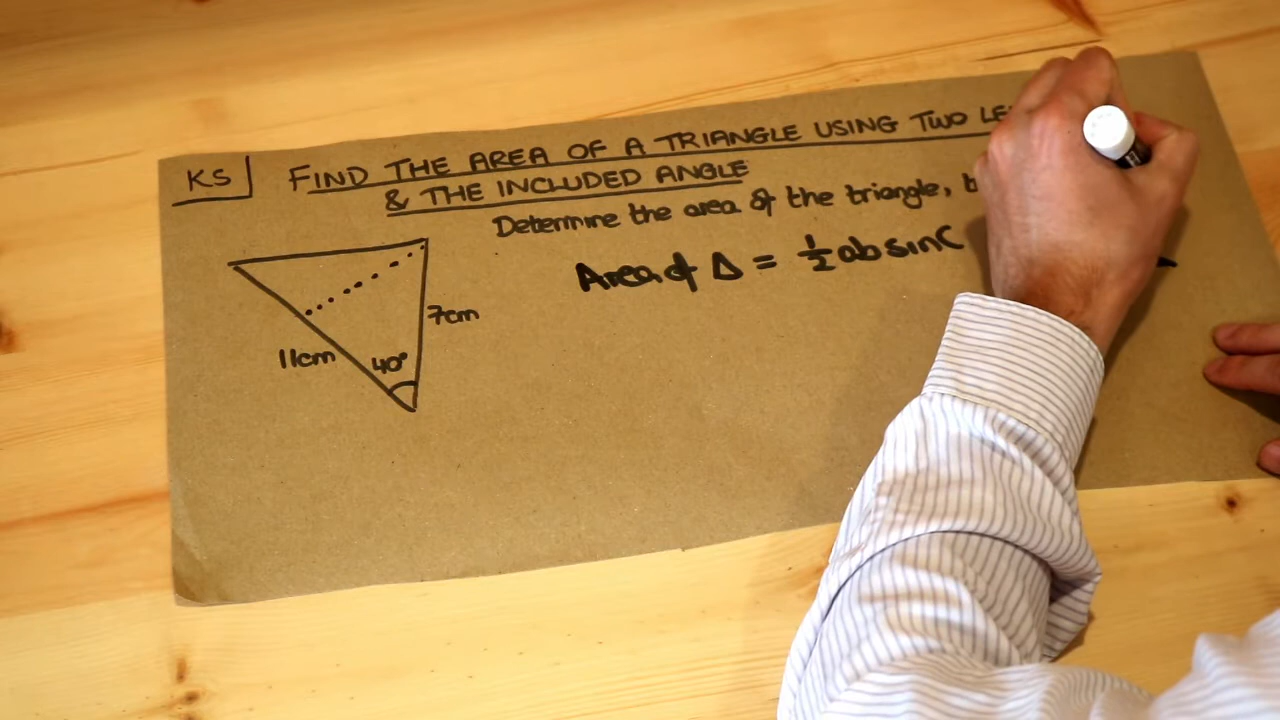 KS
FIND THE AREA OF A TRIANGLE USING TWO
& THE INCLUDED ANGLE
Determine the area of the triangle,
Area of Δ = ½ab sinC
7cm
11cm
40°